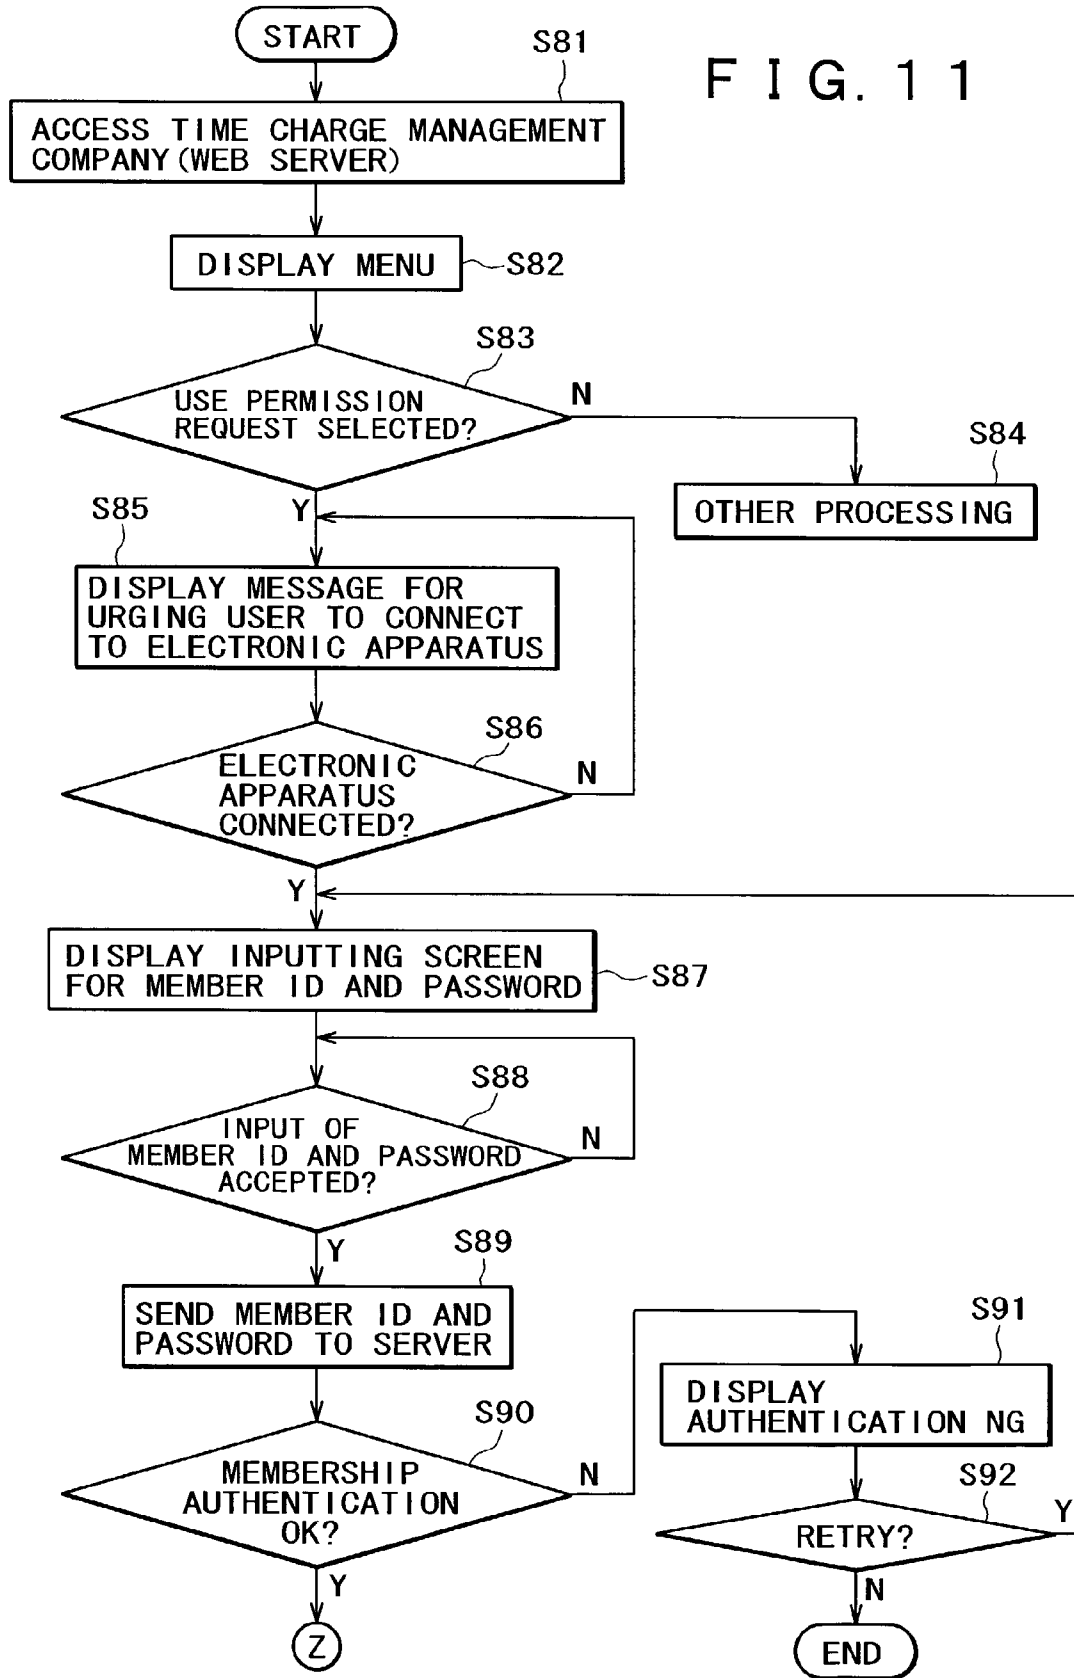 START
S81
FIG. 11
ACCESS TIME CHARGE MANAGEMENT
COMPANY (WEB SERVER)
DISPLAY MENU
S82
S83
USE PERMISSION
REQUEST SELECTED?
N
S84
OTHER PROCESSING
Y
S85
DISPLAY MESSAGE FOR
URGING USER TO CONNECT
TO ELECTRONIC APPARATUS
S86
ELECTRONIC
APPARATUS
CONNECTED?
N
Y
DISPLAY INPUTTING SCREEN
FOR MEMBER ID AND PASSWORD
S87
S88
INPUT OF
MEMBER ID AND PASSWORD
ACCEPTED?
N
Y
S89
SEND MEMBER ID AND
PASSWORD TO SERVER
S90
MEMBERSHIP
AUTHENTICATION
OK?
N
Y
Z
S91
DISPLAY
AUTHENTICATION NG
S92
RETRY?
Y
N
END